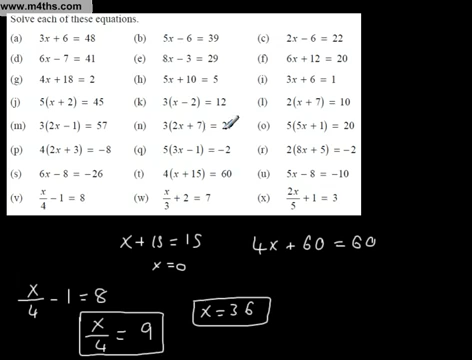 www.m4ths.com
Solve each of these equations.
(a) 3x + 6 = 48 (b) 5x − 6 = 39 (c) 2x − 6 = 22
(d) 6x − 7 = 41 (e) 8x − 3 = 29 (f) 6x + 12 = 20
(g) 4x + 18 = 2 (h) 5x + 10 = 5 (i) 3x + 6 = 1
(j) 5(x + 2) = 45 (k) 3(x − 2) = 12 (l) 2(x + 7) = 10
(m) 3(2x − 1) = 57 (n) 3(2x + 7) = (o) 5(5x + 1) = 20
(p) 4(2x + 3) = −8 (q) 5(3x − 1) = −2 (r) 2(8x + 5) = −2
(s) 6x − 8 = −26 (t) 4(x + 15) = 60 (u) 5x − 8 = −10
(v) x/4 − 1 = 8 (w) x/3 + 2 = 7 (x) 2x/5 + 1 = 3
x + 15 = 15 4x + 60 = 60
x = 0
x/4 − 1 = 8 x = 36
x/4 = 9